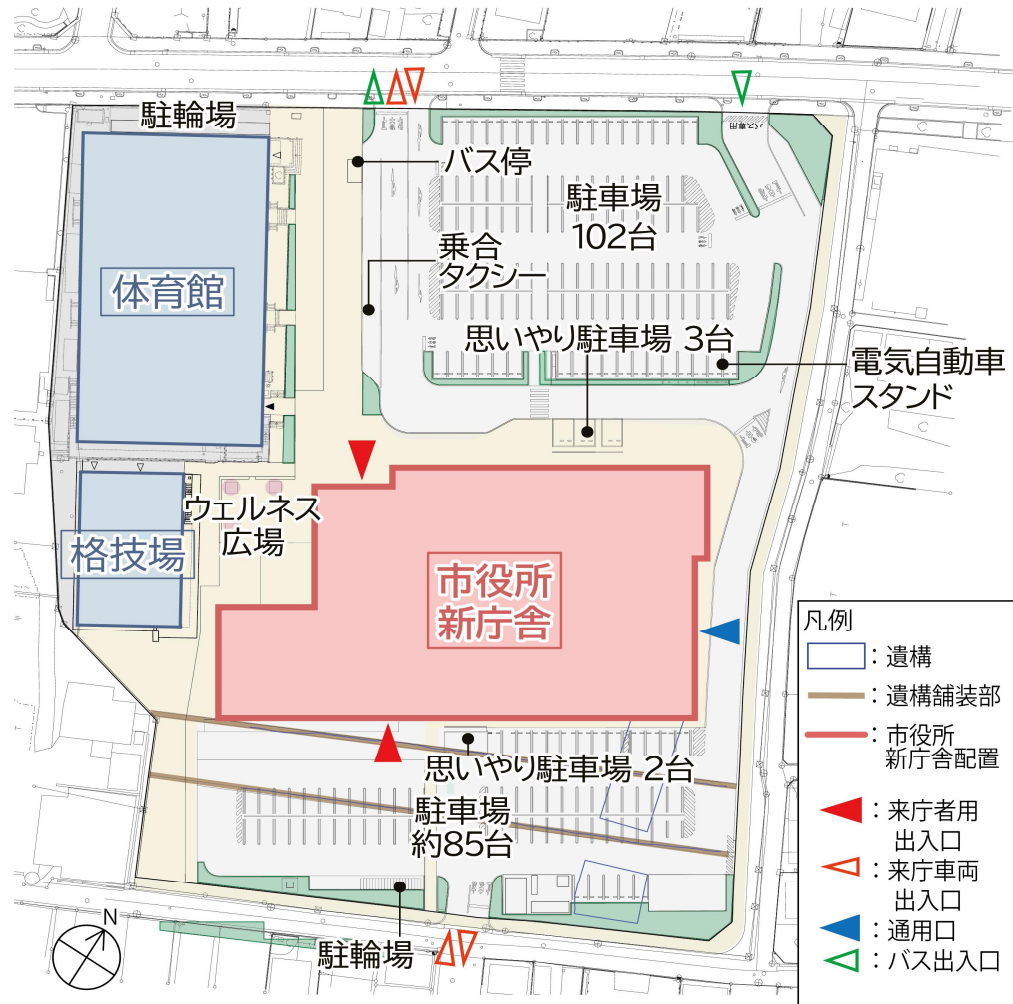 駐輪場
バス停
駐車場
102台
バス専用
乗合
タクシー
体育館
思いやり駐車場 3台
電気自動車
スタンド
ウェルネス
広場
格技場
市役所
新庁舎
思いやり駐車場 2台
駐車場
約85台
駐輪場
N
凡例
：遺構
：遺構舗装部
：市役所
新庁舎配置
：来庁者用
出入口
：来庁車両
出入口
：通用口
：バス出入口